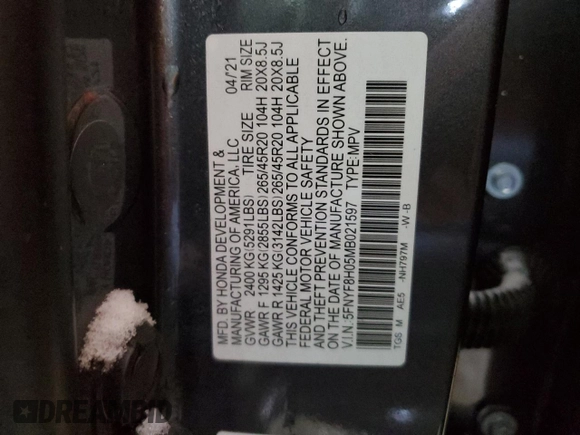 MFD. BY HONDA DEVELOPMENT & 04/21
MANUFACTURING OF AMERICA, LLC TIRE SIZE RIM SIZE
GVWR 2400 KG(5291LBS)
GAWR F 1295 KG(2855LBS) 265/45R20 104H 20X8.5J
GAWR R 1425 KG(3142LBS) 265/45R20 104H 20X8.5J
THIS VEHICLE CONFORMS TO ALL APPLICABLE
FEDERAL MOTOR VEHICLE SAFETY
AND THEFT PREVENTION STANDARDS IN EFFECT
ON THE DATE OF MANUFACTURE SHOWN ABOVE.
V.I.N. 5FNYF8H05MB021597 TYPE:MPV
TGS M AE5 -NH797M -W -B
DREAMBID